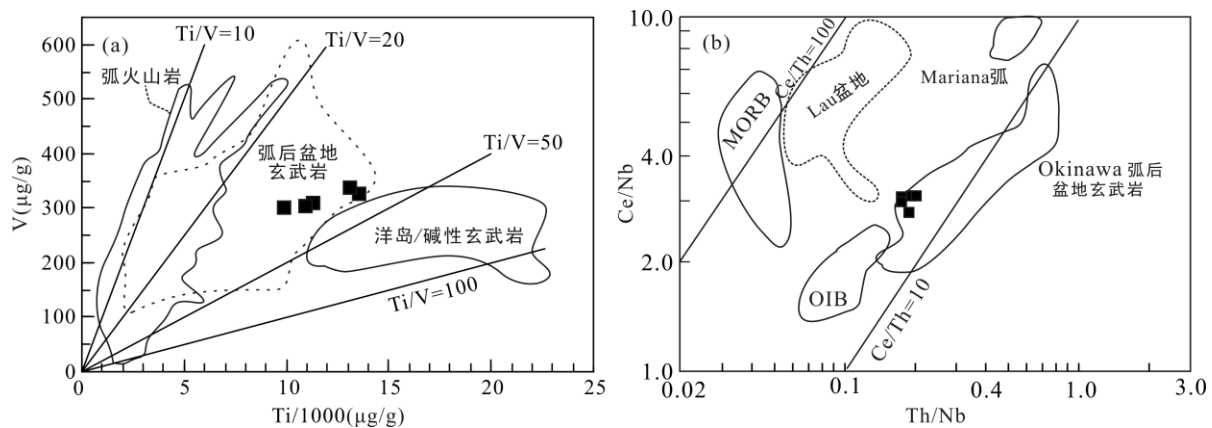 (a)
Ti/V=10
Ti/V=20
弧火山岩
Ti/V=50
弧后盆地
玄武岩
洋岛/碱性玄武岩
Ti/V=100
V(μg/g)
600
500
400
300
200
100
0
0
5
10
15
20
25
Ti/1000(μg/g)
(b)
Ce/Th=100
Lau盆地
Mariana弧
MORB
Okinawa 弧后
盆地玄武岩
OIB
Ce/Th=10
Ce/Nb
10.0
4.0
2.0
1.0
0.02
0.1
0.4
1.0
3.0
Th/Nb